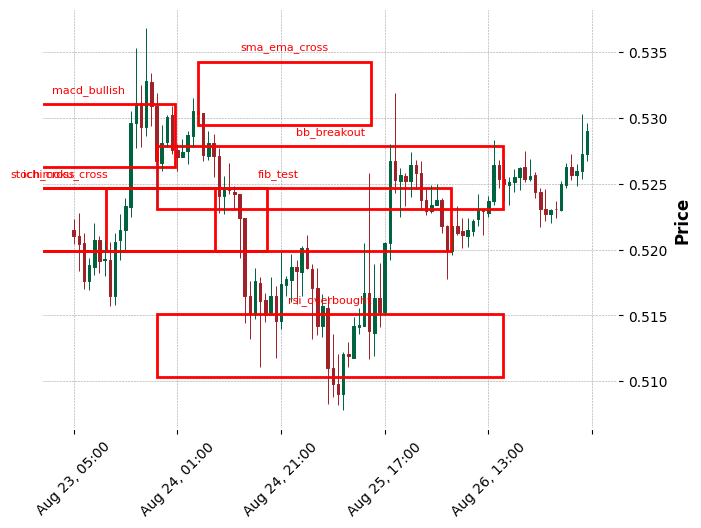 sma_ema_cross
macd_bullish
bb_breakout
fib_test
rsi_overbought
0.535
0.530
0.525
0.520
0.515
0.510
Price
Aug 23, 05:00
Aug 24, 01:00
Aug 24, 21:00
Aug 25, 17:00
Aug 26, 13:00